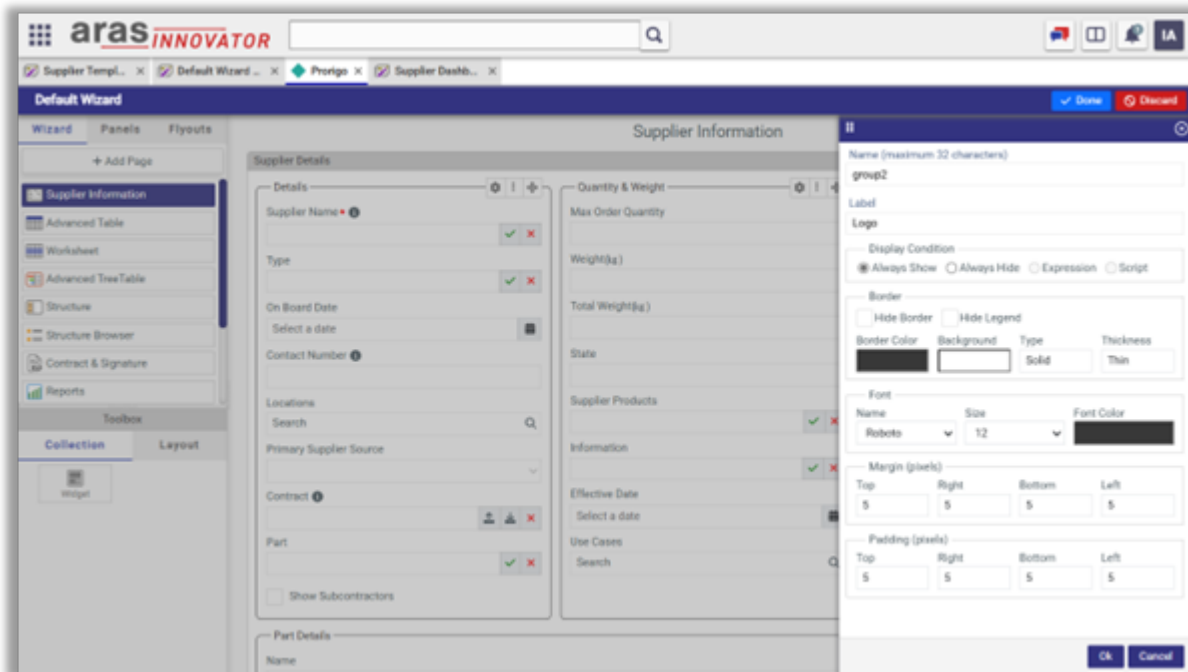 aras INNOVATOR
IA
Supplier Templ...
Default Wizard ...
Prorigo
Supplier Dashb...
Default Wizard
Done
Discard
Wizard
Panels
Flyouts
+ Add Page
Supplier Information
Advanced Table
Worksheet
Advanced TreeTable
Structure
Structure Browser
Contract & Signature
Reports
Toolbox
Collection
Layout
Widget
Supplier Information
Supplier Details
Details
Supplier Name
Type
On Board Date
Select a date
Contact Number
Locations
Search
Primary Supplier Source
Contract
Part
Show Subcontractors
Part Details
Name
Quantity & Weight
Max Order Quantity
Weight(kg)
Total Weight(kg)
State
Supplier Products
Information
Effective Date
Select a date
Use Cases
Search
Name (maximum 32 characters)
group2
Label
Logo
Display Condition
Always Show Always Hide Expression Script
Border
Hide Border Hide Legend
Border Color Background Type Thickness
Solid Thin
Font
Name Size Font Color
Roboto 12
Margin (pixels)
Top Right Bottom Left
5 5 5 5
Padding (pixels)
Top Right Bottom Left
5 5 5 5
Ok Cancel